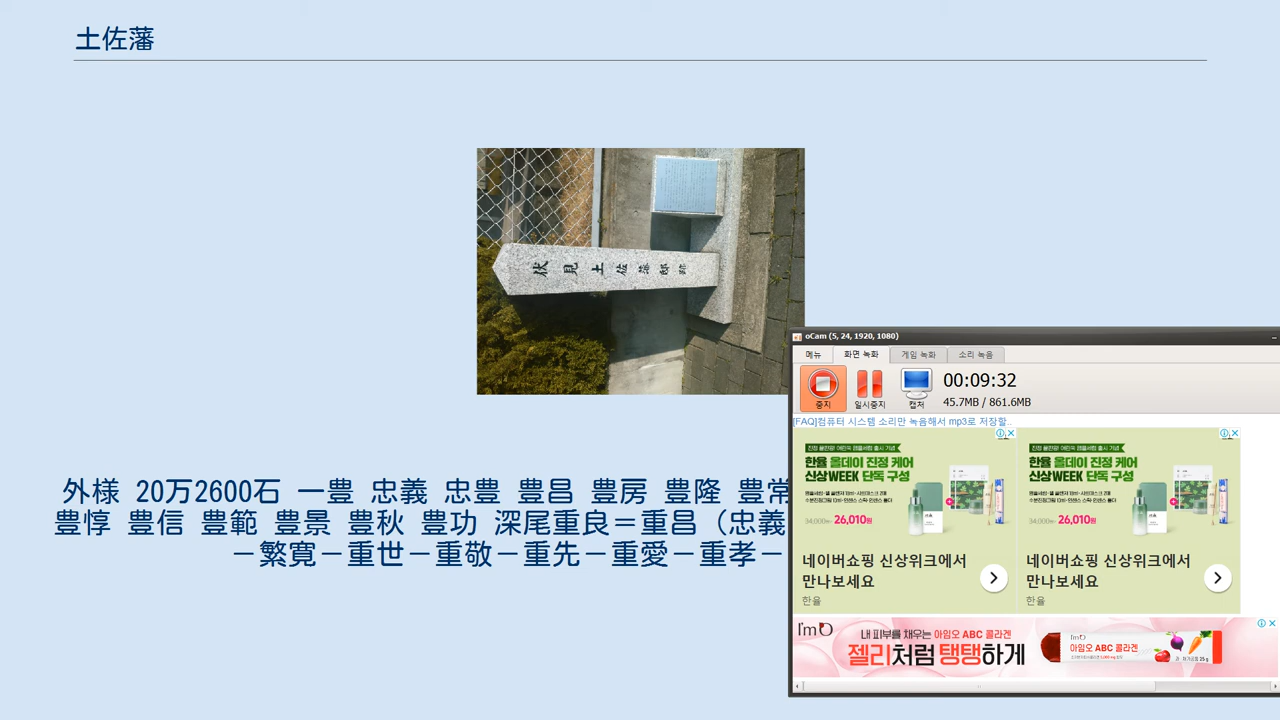 土佐藩
伏見土佐藩邸跡
外様 20万2600石 一豊 忠義 忠豊 豊昌 豊房 豊隆 豊常
豊惇 豊信 豊範 豊景 豊秋 豊功 深尾重良＝重昌（忠義
－繁寛－重世－重敬－重先－重愛－重孝－
oCam (5, 24, 1920, 1080)
메뉴 화면 녹화 게임 녹화 소리 녹음
중지 일시중지 캡처
00:09:32
45.7MB / 861.6MB
[FAQ]컴퓨터 시스템 소리만 녹음해서 mp3로 저장할..
한율 올데이 진정 케어
신상WEEK 단독 구성
34,000원~ 26,010원
네이버쇼핑 신상위크에서
만나보세요
한율
한율 올데이 진정 케어
신상WEEK 단독 구성
34,000원~ 26,010원
네이버쇼핑 신상위크에서
만나보세요
한율
I'mO
내 피부를 채우는 아임오 ABC 콜라겐
젤리처럼 탱탱하게
I'mO
아임오 ABC 콜라겐